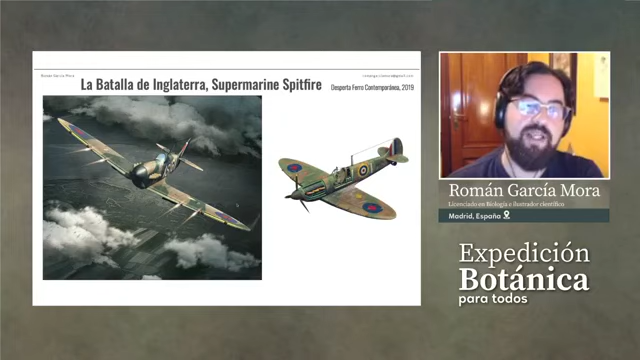 Román García Mora
La Batalla de Inglaterra, Supermarine Spitfire
Desperta Ferro Contemporánea, 2019
Román García Mora
Licenciado en Biología e ilustrador científico
Madrid, España
Expedición
Botánica
para todos